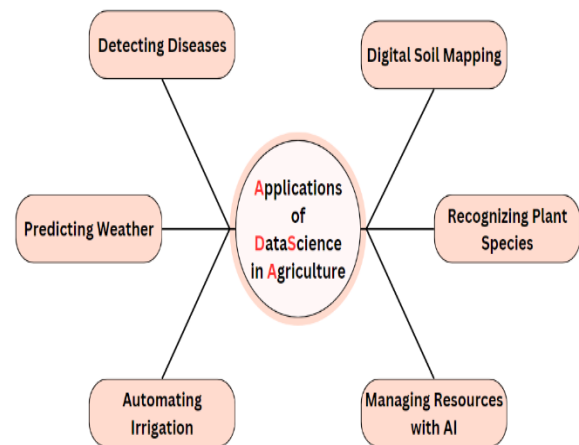 Detecting Diseases
Digital Soil Mapping
Applications
of
DataScience
in Agriculture
Predicting Weather
Recognizing Plant
Species
Automating
Irrigation
Managing Resources
with AI